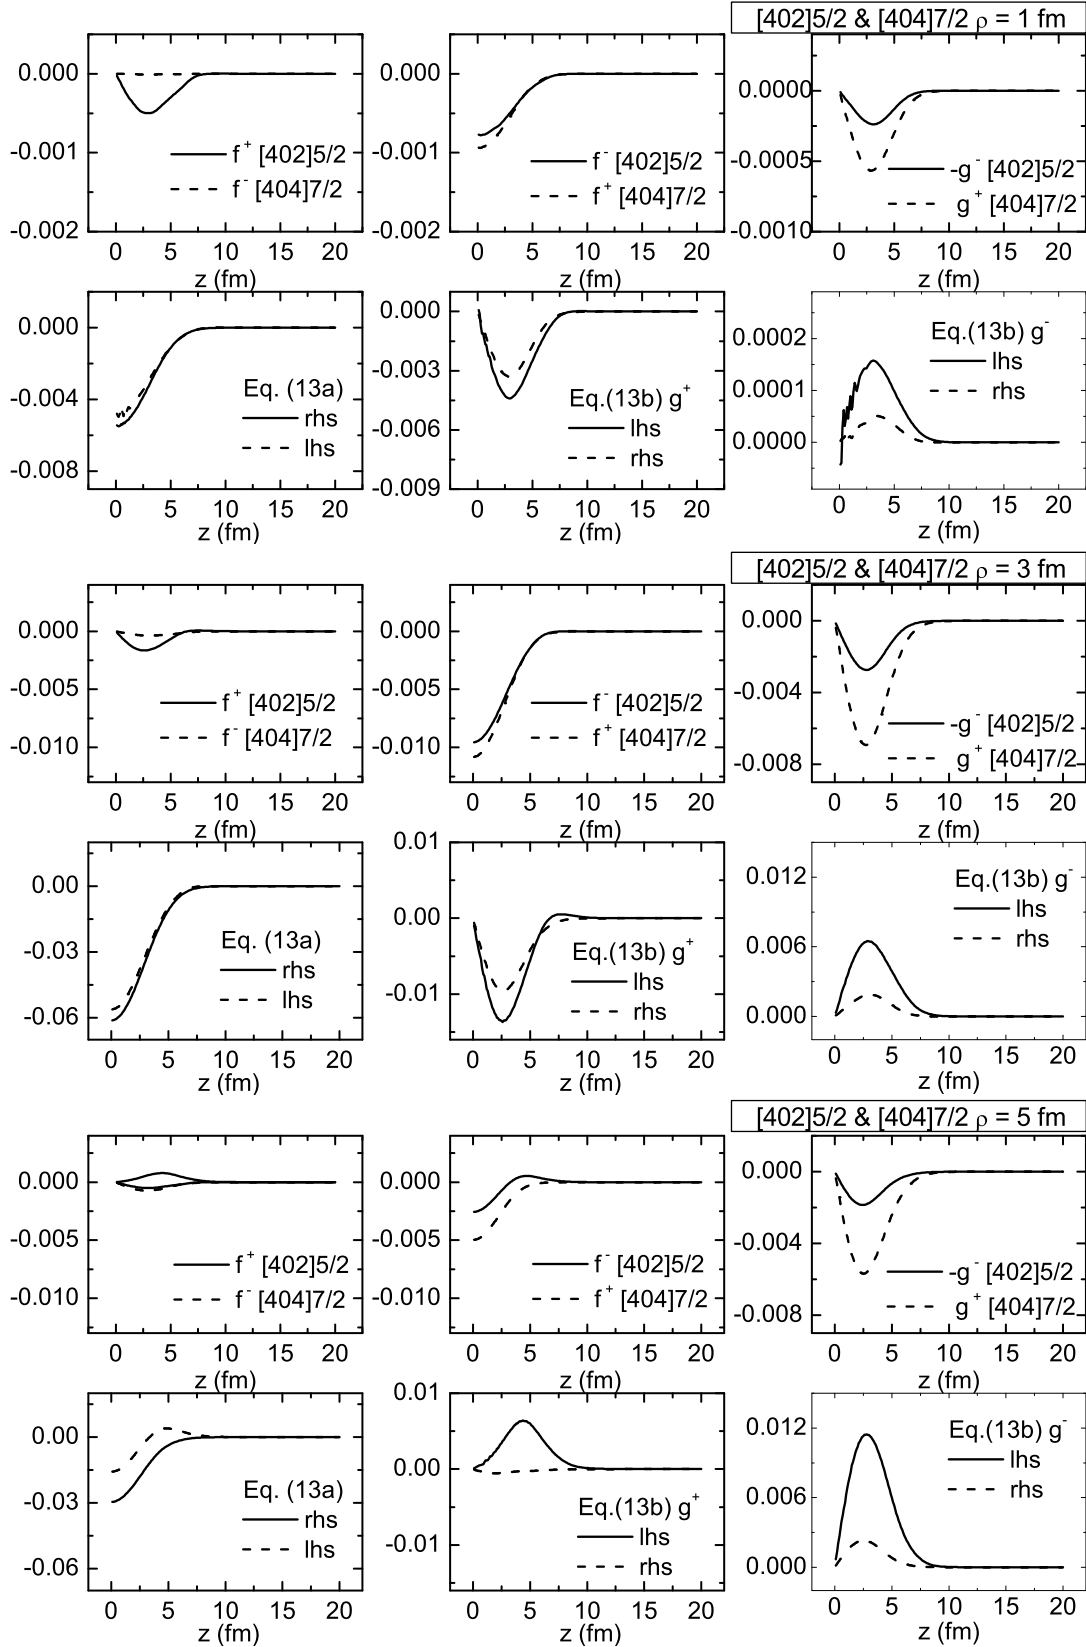 [402]5/2 & [404]7/2 ρ = 1 fm
0.000
-0.001
-0.002
f⁺ [402]5/2
f⁻ [404]7/2
0 5 10 15 20
z (fm)
0.000
-0.001
-0.002
f⁻ [402]5/2
f⁺ [404]7/2
0 5 10 15 20
z (fm)
0.0000
-0.0005
-0.0010
-g⁻ [402]5/2
g⁺ [404]7/2
0 5 10 15 20
z (fm)
0.000
-0.004
-0.008
Eq. (13a)
rhs
lhs
0 5 10 15 20
z (fm)
0.000
-0.003
-0.006
-0.009
Eq.(13b) g⁺
lhs
rhs
0 5 10 15 20
z (fm)
0.0002
0.0001
0.0000
Eq.(13b) g⁻
lhs
rhs
0 5 10 15 20
z (fm)
[402]5/2 & [404]7/2 ρ = 3 fm
0.000
-0.005
-0.010
f⁺ [402]5/2
f⁻ [404]7/2
0 5 10 15 20
z (fm)
0.000
-0.005
-0.010
f⁻ [402]5/2
f⁺ [404]7/2
0 5 10 15 20
z (fm)
0.000
-0.004
-0.008
-g⁻ [402]5/2
g⁺ [404]7/2
0 5 10 15 20
z (fm)
0.00
-0.03
-0.06
Eq. (13a)
rhs
lhs
0 5 10 15 20
z (fm)
0.01
0.00
-0.01
Eq.(13b) g⁺
lhs
rhs
0 5 10 15 20
z (fm)
0.012
0.006
0.000
Eq.(13b) g⁻
lhs
rhs
0 5 10 15 20
z (fm)
[402]5/2 & [404]7/2 ρ = 5 fm
0.000
-0.005
-0.010
f⁺ [402]5/2
f⁻ [404]7/2
0 5 10 15 20
z (fm)
0.000
-0.005
-0.010
f⁻ [402]5/2
f⁺ [404]7/2
0 5 10 15 20
z (fm)
0.000
-0.004
-0.008
-g⁻ [402]5/2
g⁺ [404]7/2
0 5 10 15 20
z (fm)
0.00
-0.03
-0.06
Eq. (13a)
rhs
lhs
0 5 10 15 20
z (fm)
0.01
0.00
-0.01
Eq.(13b) g⁺
lhs
rhs
0 5 10 15 20
z (fm)
0.012
0.006
0.000
Eq.(13b) g⁻
lhs
rhs
0 5 10 15 20
z (fm)